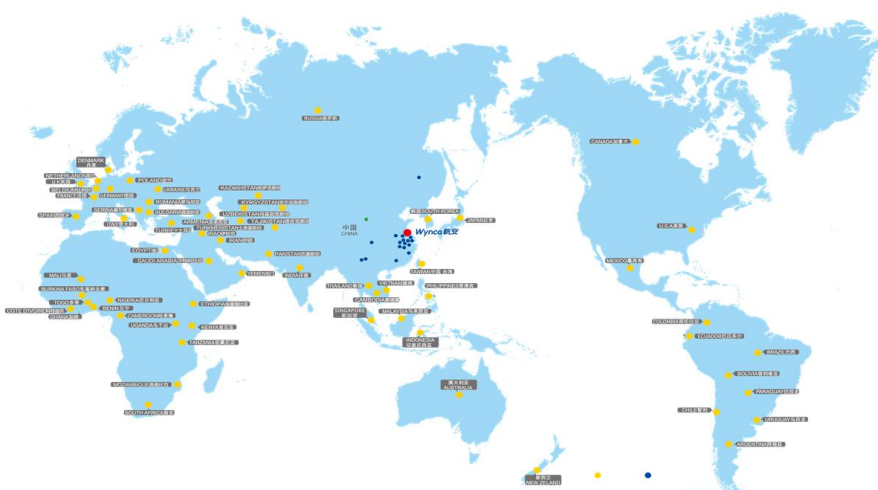 RUSSIA俄罗斯
CANADA加拿大
DENMARK
丹麦
NETHERLANDS荷兰
U.K英国
BELGIUM比利时
FRANCE法国
GERMANY德国
POLAND波兰
UKRAINE乌克兰
ROMANIA罗马尼亚
SERBIA塞尔维亚
BULGARIA保加利亚
SPAIN西班牙
ITALY意大利
TURKEY土耳其
ARMENIA亚美尼亚
KAZAKHSTAN哈萨克斯坦
KYRGYZSTAN吉尔吉斯斯坦
UZBEKISTAN乌兹别克斯坦
TAJIKISTAN塔吉克斯坦
TURKMENISTAN土库曼斯坦
IRAQ伊拉克
IRAN伊朗
中国
CHINA
韩国 SOUTH KOREA
JAPAN日本
Wynca新安
U.S.A美国
MEXICO墨西哥
EGYPT埃及
SAUDI ARABIA沙特阿拉伯
PAKISTAN巴基斯坦
INDIA印度
TAIWAN中国 台湾
YEMEN也门
THAILAND泰国
VIETNAM越南
CAMBODIA柬埔寨
PHILIPPINES菲律宾
MALI马里
BURKINA FASO布基纳法索
TOGO多哥
COTE D'IVOIRE科特迪瓦
GHANA加纳
NIGERIA尼日利亚
BENIN贝宁
CAMEROON喀麦隆
ETHIOPIA埃塞俄比亚
UGANDA乌干达
KENYA肯尼亚
TANZANIA坦桑尼亚
SINGAPORE
新加坡
MALAYSIA马来西亚
INDONESIA
印度尼西亚
COLOMBIA哥伦比亚
ECUADOR厄瓜多尔
BRAZIL巴西
BOLIVIA玻利维亚
PARAGUAY巴拉圭
MOZAMBIQUE莫桑比克
SOUTH AFRICA南非
澳大利亚
AUSTRALIA
CHILE智利
URUGUAY乌拉圭
ARGENTINA阿根廷
新西兰
NEW ZELAND